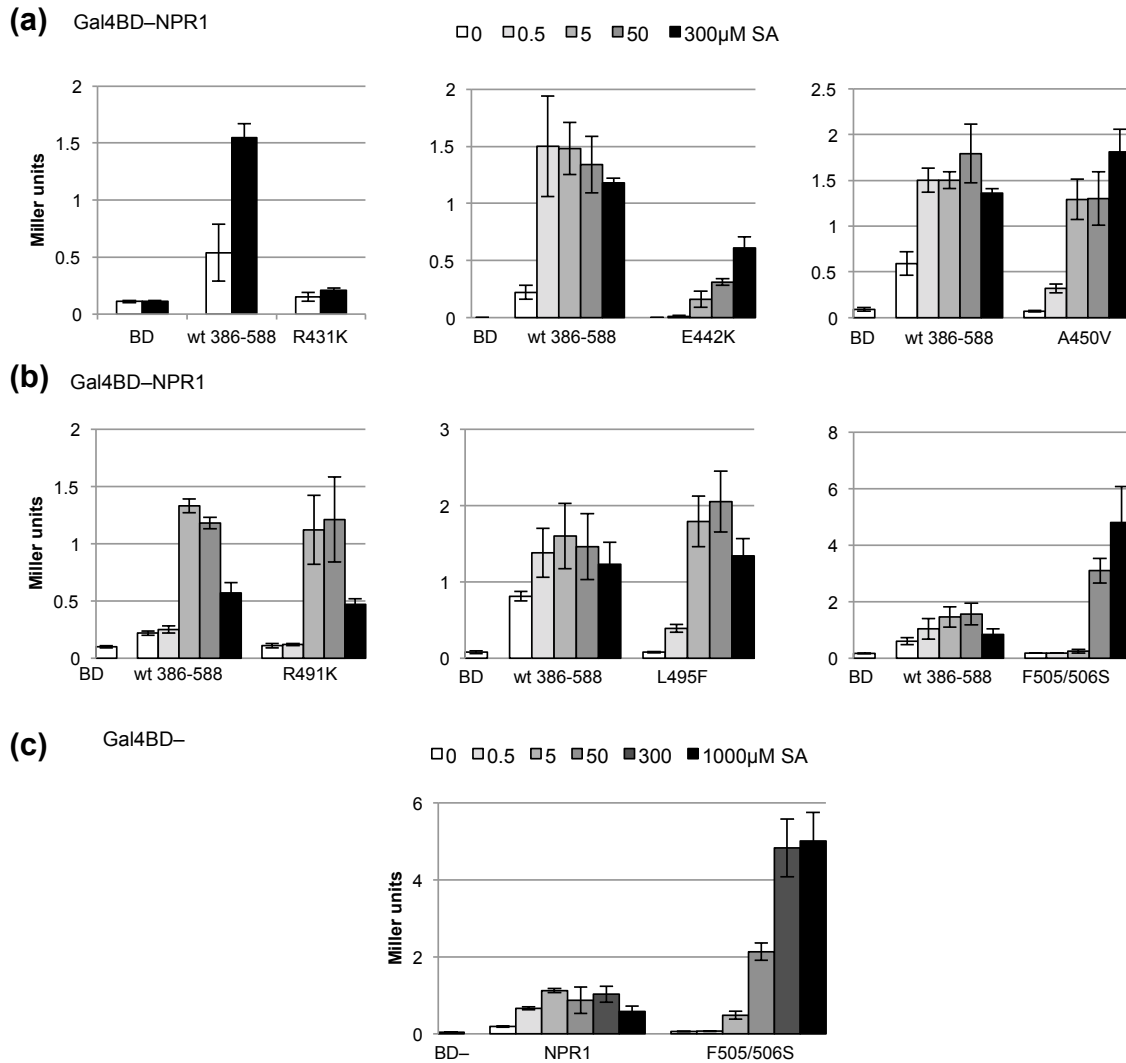 (a) Gal4BD–NPR1
0 0.5 5 50 300µM SA
Miller units
2
1.5
1
0.5
0
BD wt 386-588 R431K
2
1.5
1
0.5
0
BD wt 386-588 E442K
2.5
2
1.5
1
0.5
0
BD wt 386-588 A450V
(b) Gal4BD–NPR1
Miller units
2
1.5
1
0.5
0
BD wt 386-588 R491K
3
2
1
0
BD wt 386-588 L495F
8
6
4
2
0
BD wt 386-588 F505/506S
(c) Gal4BD–
0 0.5 5 50 300 1000µM SA
Miller units
6
4
2
0
BD– NPR1 F505/506S